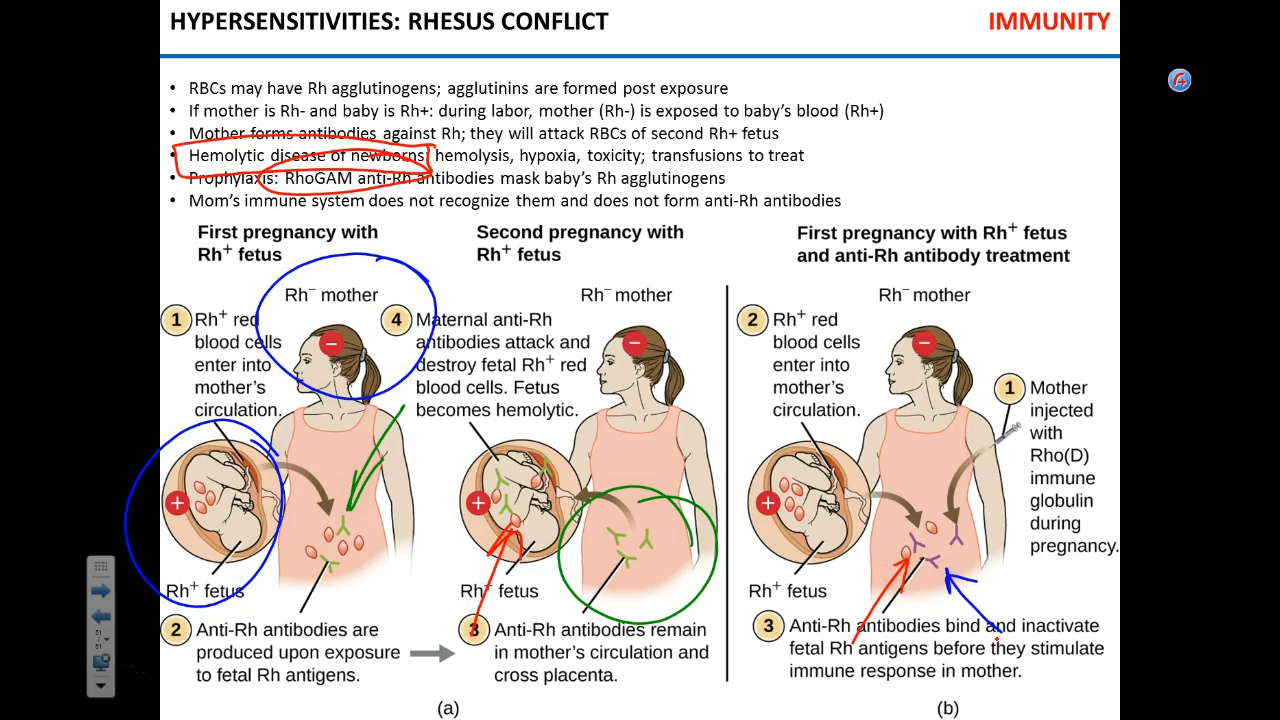 HYPERSENSITIVITIES: RHESUS CONFLICT
IMMUNITY
• RBCs may have Rh agglutinogens; agglutinins are formed post exposure
• If mother is Rh- and baby is Rh+: during labor, mother (Rh-) is exposed to baby's blood (Rh+)
• Mother forms antibodies against Rh; they will attack RBCs of second Rh+ fetus
• Hemolytic disease of newborns: hemolysis, hypoxia, toxicity; transfusions to treat
• Prophylaxis: RhoGAM anti-Rh antibodies mask baby's Rh agglutinogens
• Mom's immune system does not recognize them and does not form anti-Rh antibodies
First pregnancy with
Rh⁺ fetus
Rh⁻ mother
1 Rh⁺ red
blood cells
enter into
mother's
circulation.
−
+
Rh⁺ fetus
2 Anti-Rh antibodies are
produced upon exposure
to fetal Rh antigens.
Second pregnancy with
Rh⁺ fetus
Rh⁻ mother
4 Maternal anti-Rh
antibodies attack and
destroy fetal Rh⁺ red
blood cells. Fetus
becomes hemolytic.
−
+
Rh⁺ fetus
3 Anti-Rh antibodies remain
in mother's circulation and
cross placenta.
(a)
First pregnancy with Rh⁺ fetus
and anti-Rh antibody treatment
Rh⁻ mother
2 Rh⁺ red
blood cells
enter into
mother's
circulation.
−
+
1 Mother
injected
with
Rho(D)
immune
globulin
during
pregnancy.
Rh⁺ fetus
3 Anti-Rh antibodies bind and inactivate
fetal Rh antigens before they stimulate
immune response in mother.
(b)
51
/
51